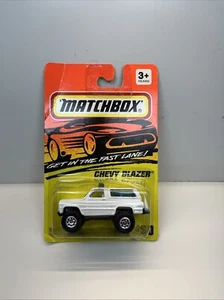 3+
MATCHBOX
GET IN THE FAST LANE!
CHEVY BLAZER